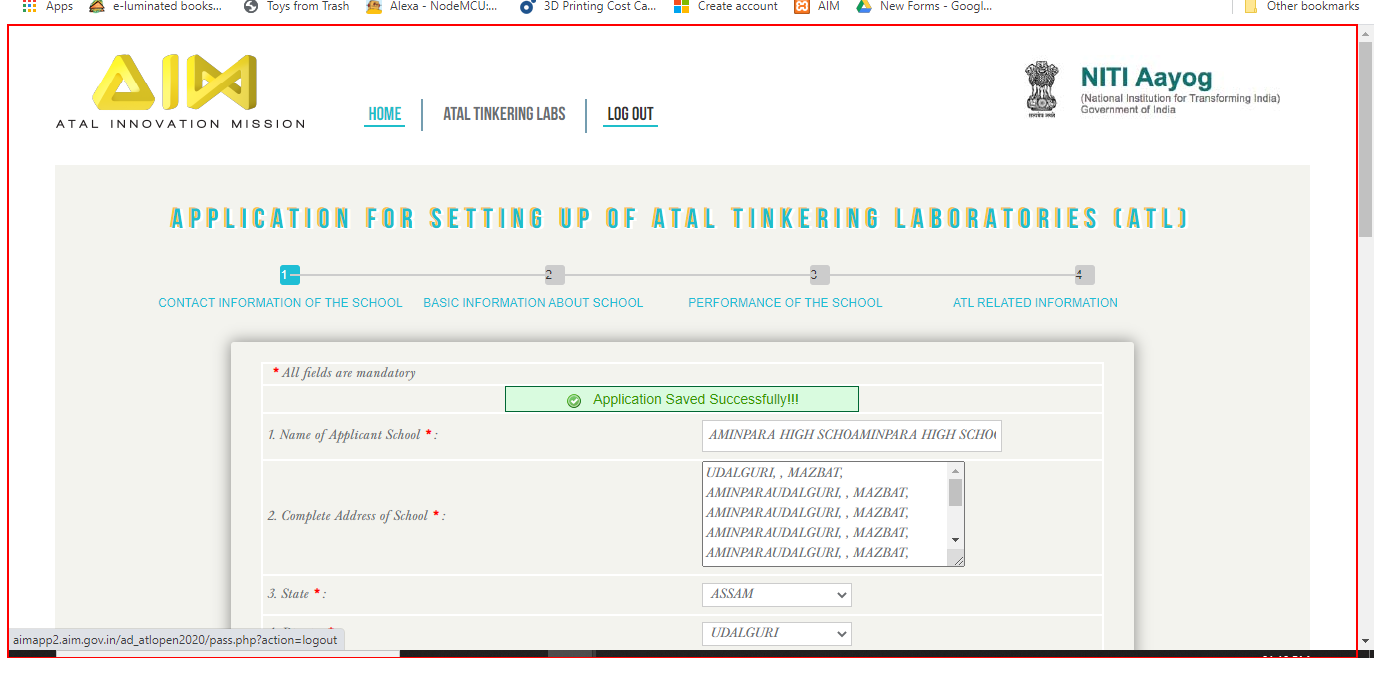 Apps e-luminated books... Toys from Trash Alexa - NodeMCU:... 3D Printing Cost Ca... Create account AIM New Forms - Googl... Other bookmarks
AIM
ATAL INNOVATION MISSION
HOME ATAL TINKERING LABS LOG OUT
NITI Aayog
(National Institution for Transforming India)
Government of India
APPLICATION FOR SETTING UP OF ATAL TINKERING LABORATORIES (ATL)
1 2 3 4
CONTACT INFORMATION OF THE SCHOOL BASIC INFORMATION ABOUT SCHOOL PERFORMANCE OF THE SCHOOL ATL RELATED INFORMATION
* All fields are mandatory
Application Saved Successfully!!!
1. Name of Applicant School * : AMINPARA HIGH SCHOAMINPARA HIGH SCHOO
2. Complete Address of School * :
UDALGURI, , MAZBAT,
AMINPARAUDALGURI, , MAZBAT,
AMINPARAUDALGURI, , MAZBAT,
AMINPARAUDALGURI, , MAZBAT,
AMINPARAUDALGURI, , MAZBAT,
3. State * : ASSAM
UDALGURI
aimapp2.aim.gov.in/ad_atlopen2020/pass.php?action=logout